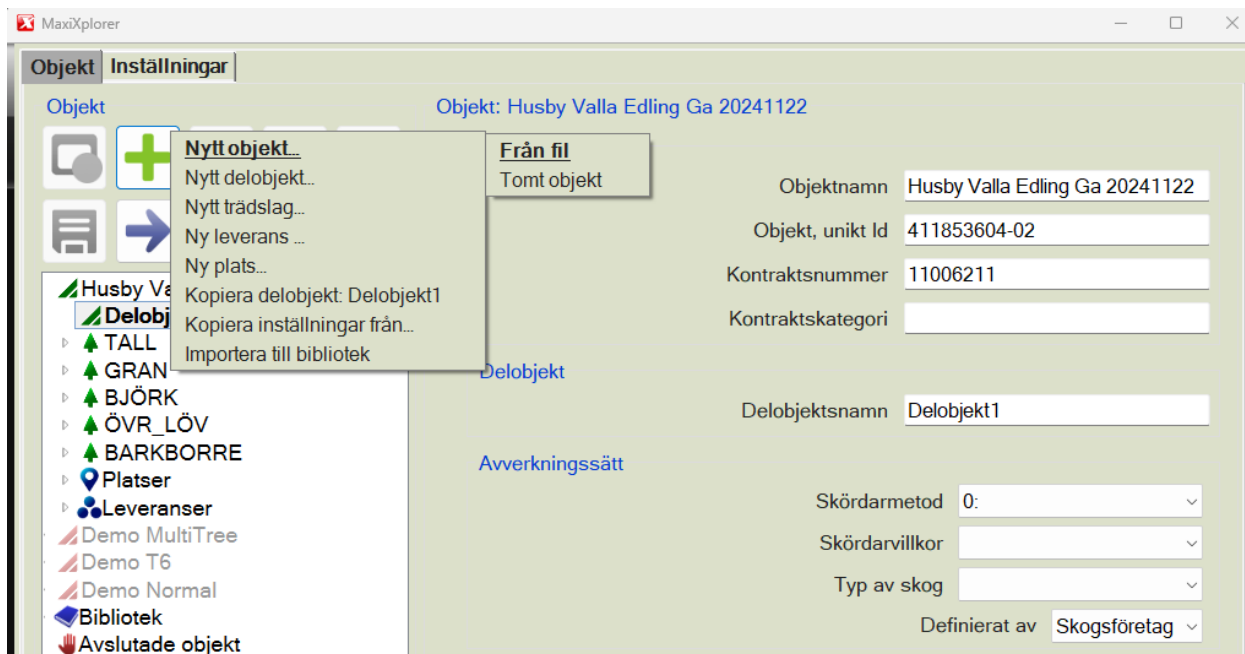 MaxiXplorer
Objekt Inställningar
Objekt
Objekt: Husby Valla Edling Ga 20241122
Nytt objekt...
Nytt delobjekt...
Nytt trädslag...
Ny leverans ...
Ny plats...
Kopiera delobjekt: Delobjekt1
Kopiera inställningar från...
Importera till bibliotek
Från fil
Tomt objekt
Objektnamn Husby Valla Edling Ga 20241122
Objekt, unikt Id 411853604-02
Kontraktsnummer 11006211
Kontraktskategori
Husby Va
Delobj
TALL
GRAN
BJÖRK
ÖVR_LÖV
BARKBORRE
Platser
Leveranser
Demo MultiTree
Demo T6
Demo Normal
Bibliotek
Avslutade objekt
Delobjekt
Delobjektsnamn Delobjekt1
Avverkningssätt
Skördarmetod 0:
Skördarvillkor
Typ av skog
Definierat av Skogsföretag